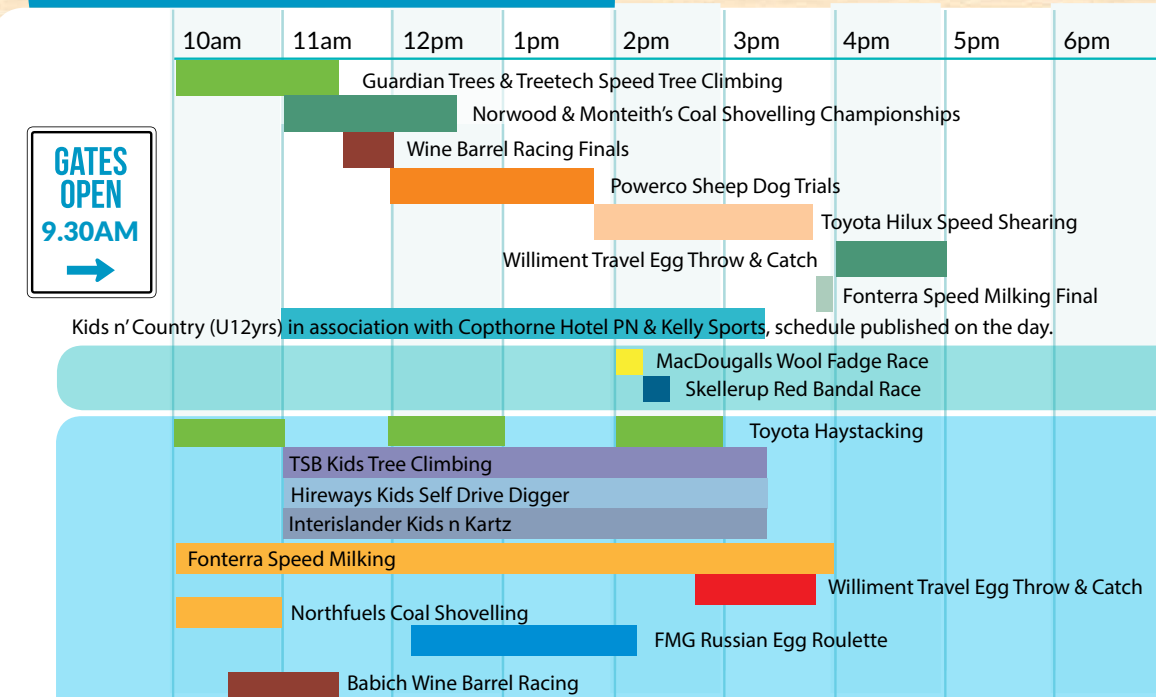 10am 11am 12pm 1pm 2pm 3pm 4pm 5pm 6pm
Guardian Trees & Treetech Speed Tree Climbing
Norwood & Monteith's Coal Shovelling Championships
GATES
OPEN
9.30AM
Wine Barrel Racing Finals
Powerco Sheep Dog Trials
Toyota Hilux Speed Shearing
Williment Travel Egg Throw & Catch
Fonterra Speed Milking Final
Kids n' Country (U12yrs) in association with Copthorne Hotel PN & Kelly Sports, schedule published on the day.
MacDougalls Wool Fadge Race
Skellerup Red Bandal Race
Toyota Haystacking
TSB Kids Tree Climbing
Hireways Kids Self Drive Digger
Interislander Kids n Kartz
Fonterra Speed Milking
Williment Travel Egg Throw & Catch
Northfuels Coal Shovelling
FMG Russian Egg Roulette
Babich Wine Barrel Racing